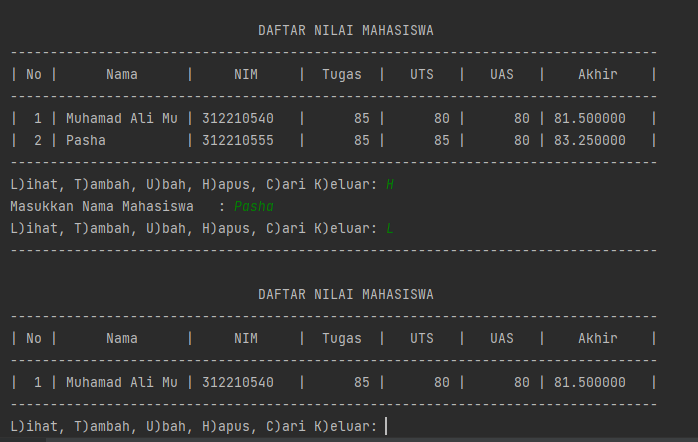 DAFTAR NILAI MAHASISWA
---------------------------------------------------------------------------------
| No |      Nama      |     NIM     |  Tugas  |   UTS   |   UAS   |    Akhir    |
---------------------------------------------------------------------------------
|  1 | Muhamad Ali Mu | 312210540   |      85 |      80 |      80 | 81.500000   |
|  2 | Pasha          | 312210555   |      85 |      85 |      80 | 83.250000   |
---------------------------------------------------------------------------------
L)ihat, T)ambah, U)bah, H)apus, C)ari K)eluar: H
Masukkan Nama Mahasiswa   : Pasha
L)ihat, T)ambah, U)bah, H)apus, C)ari K)eluar: L
---------------------------------------------------------------------------------
DAFTAR NILAI MAHASISWA
---------------------------------------------------------------------------------
| No |      Nama      |     NIM     |  Tugas  |   UTS   |   UAS   |    Akhir    |
---------------------------------------------------------------------------------
|  1 | Muhamad Ali Mu | 312210540   |      85 |      80 |      80 | 81.500000   |
---------------------------------------------------------------------------------
L)ihat, T)ambah, U)bah, H)apus, C)ari K)eluar: